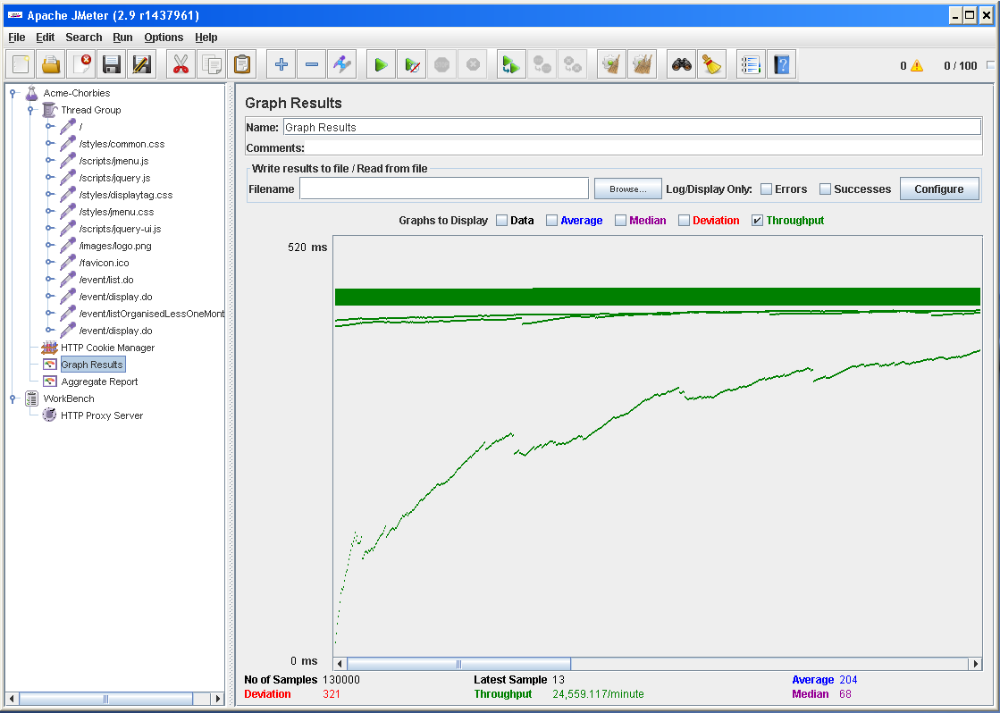 Apache JMeter (2.9 r1437961)
File Edit Search Run Options Help
0 0 / 100
Acme-Chorbies
Thread Group
/
/styles/common.css
/scripts/jmenu.js
/scripts/jquery.js
/styles/displaytag.css
/styles/jmenu.css
/scripts/jquery-ui.js
/images/logo.png
/favicon.ico
/event/list.do
/event/display.do
/event/listOrganisedLessOneMont
/event/display.do
HTTP Cookie Manager
Graph Results
Aggregate Report
WorkBench
HTTP Proxy Server
Graph Results
Name: Graph Results
Comments:
Write results to file / Read from file
Filename Browse... Log/Display Only: Errors Successes Configure
Graphs to Display Data Average Median Deviation Throughput
520 ms
0 ms
No of Samples 130000 Latest Sample 13 Average 204
Deviation 321 Throughput 24,559.117/minute Median 68